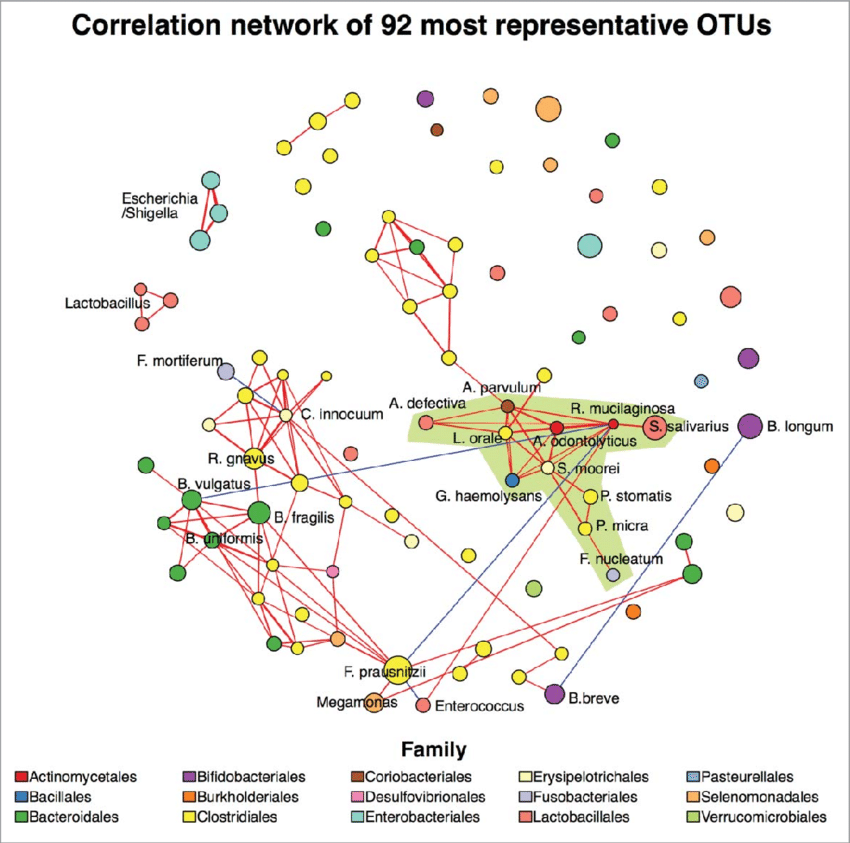 Correlation network of 92 most representative OTUs
Escherichia
/Shigella
Lactobacillus
F. mortiferum
A. parvulum
C. innocuum
A. defectiva
R. mucilaginosa
L. orale
A. odontolyticus
S. salivarius
B. longum
R. gnavus
S. moorei
B. vulgatus
G. haemolysans
P. stomatis
B. fragilis
P. micra
B. uniformis
F. nucleatum
F. prausnitzii
Megamonas
Enterococcus
B.breve
Family
Actinomycetales
Bifidobacteriales
Coriobacteriales
Erysipelotrichales
Pasteurellales
Bacillales
Burkholderiales
Desulfovibrionales
Fusobacteriales
Selenomonadales
Bacteroidales
Clostridiales
Enterobacteriales
Lactobacillales
Verrucomicrobiales